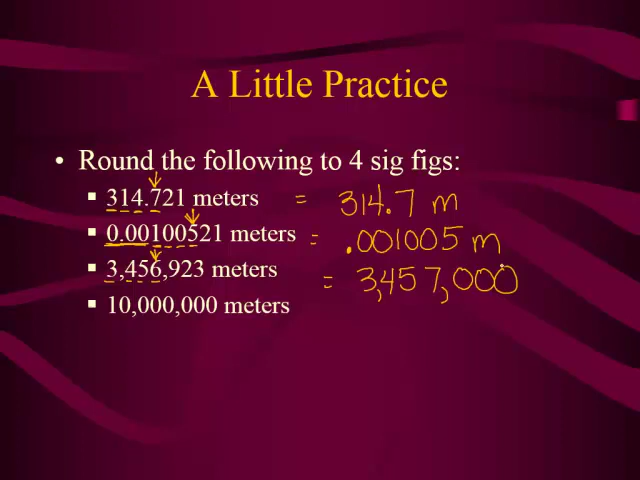 A Little Practice
• Round the following to 4 sig figs:
▪ 314.721 meters = 314.7 m
▪ 0.00100521 meters = .001005 m
▪ 3,456,923 meters = 3,457,000
▪ 10,000,000 meters